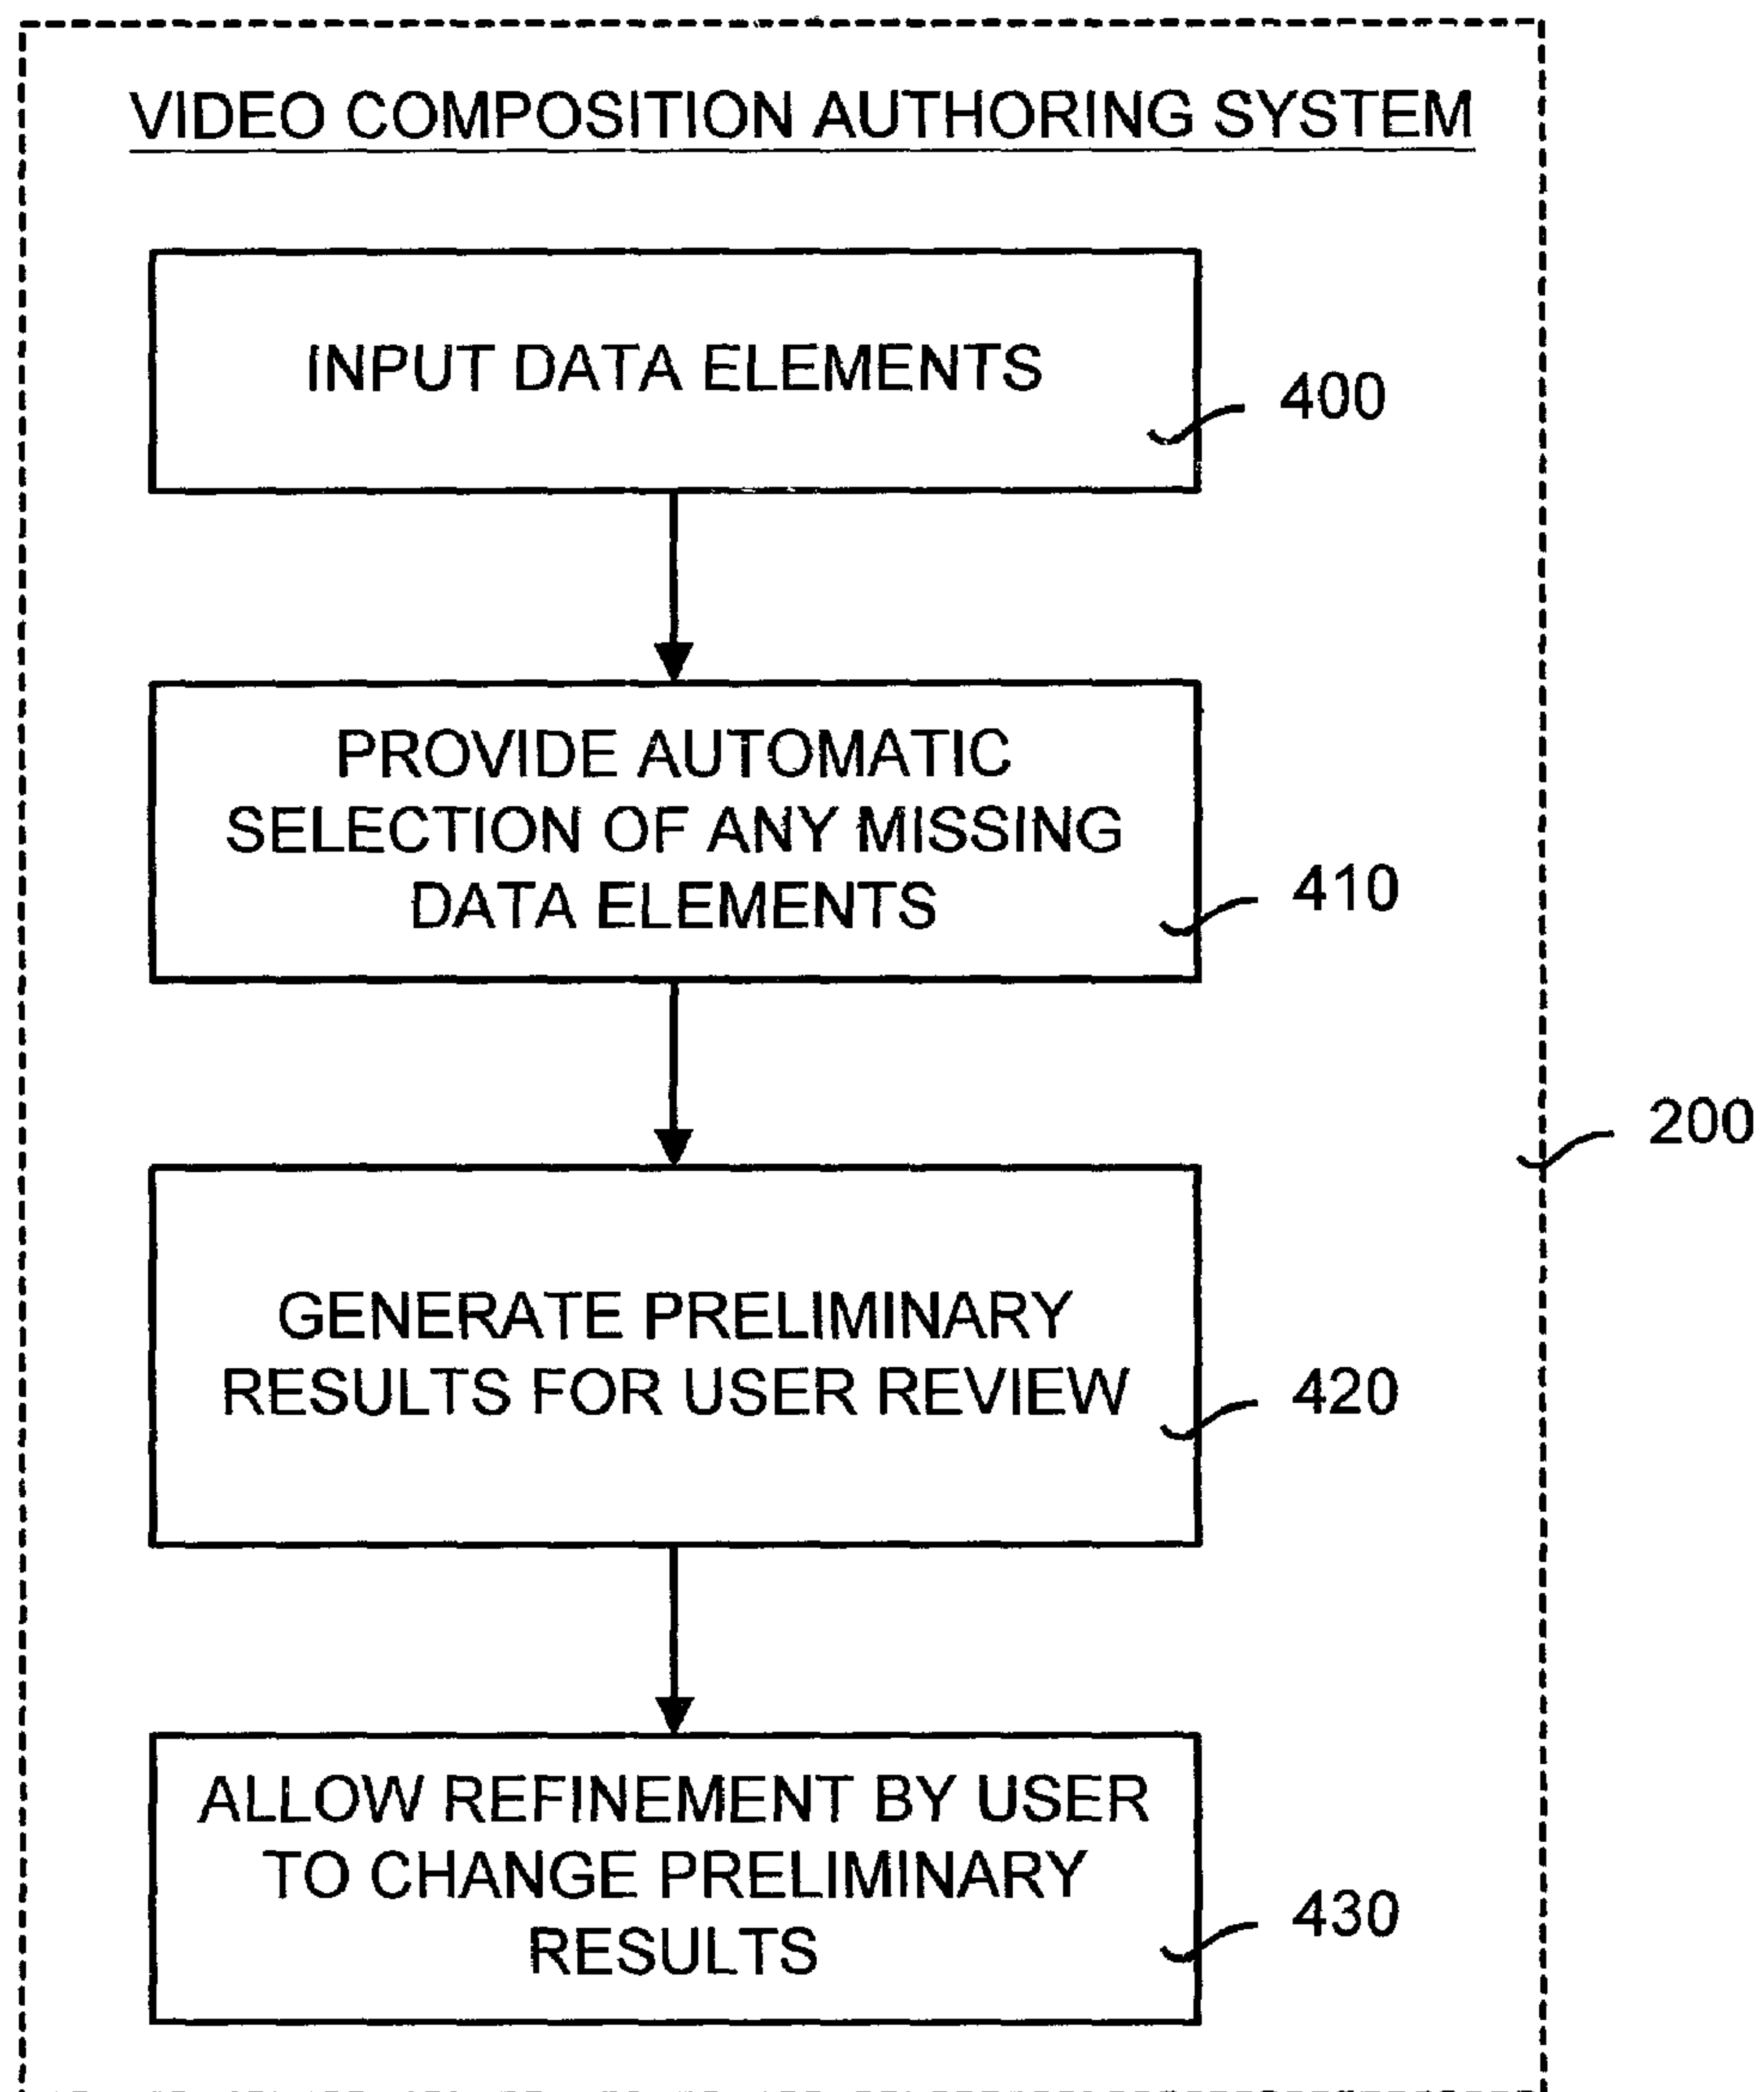 VIDEO COMPOSITION AUTHORING SYSTEM
INPUT DATA ELEMENTS
400
PROVIDE AUTOMATIC
SELECTION OF ANY MISSING
DATA ELEMENTS
410
200
GENERATE PRELIMINARY
RESULTS FOR USER REVIEW
420
ALLOW REFINEMENT BY USER
TO CHANGE PRELIMINARY
RESULTS
430